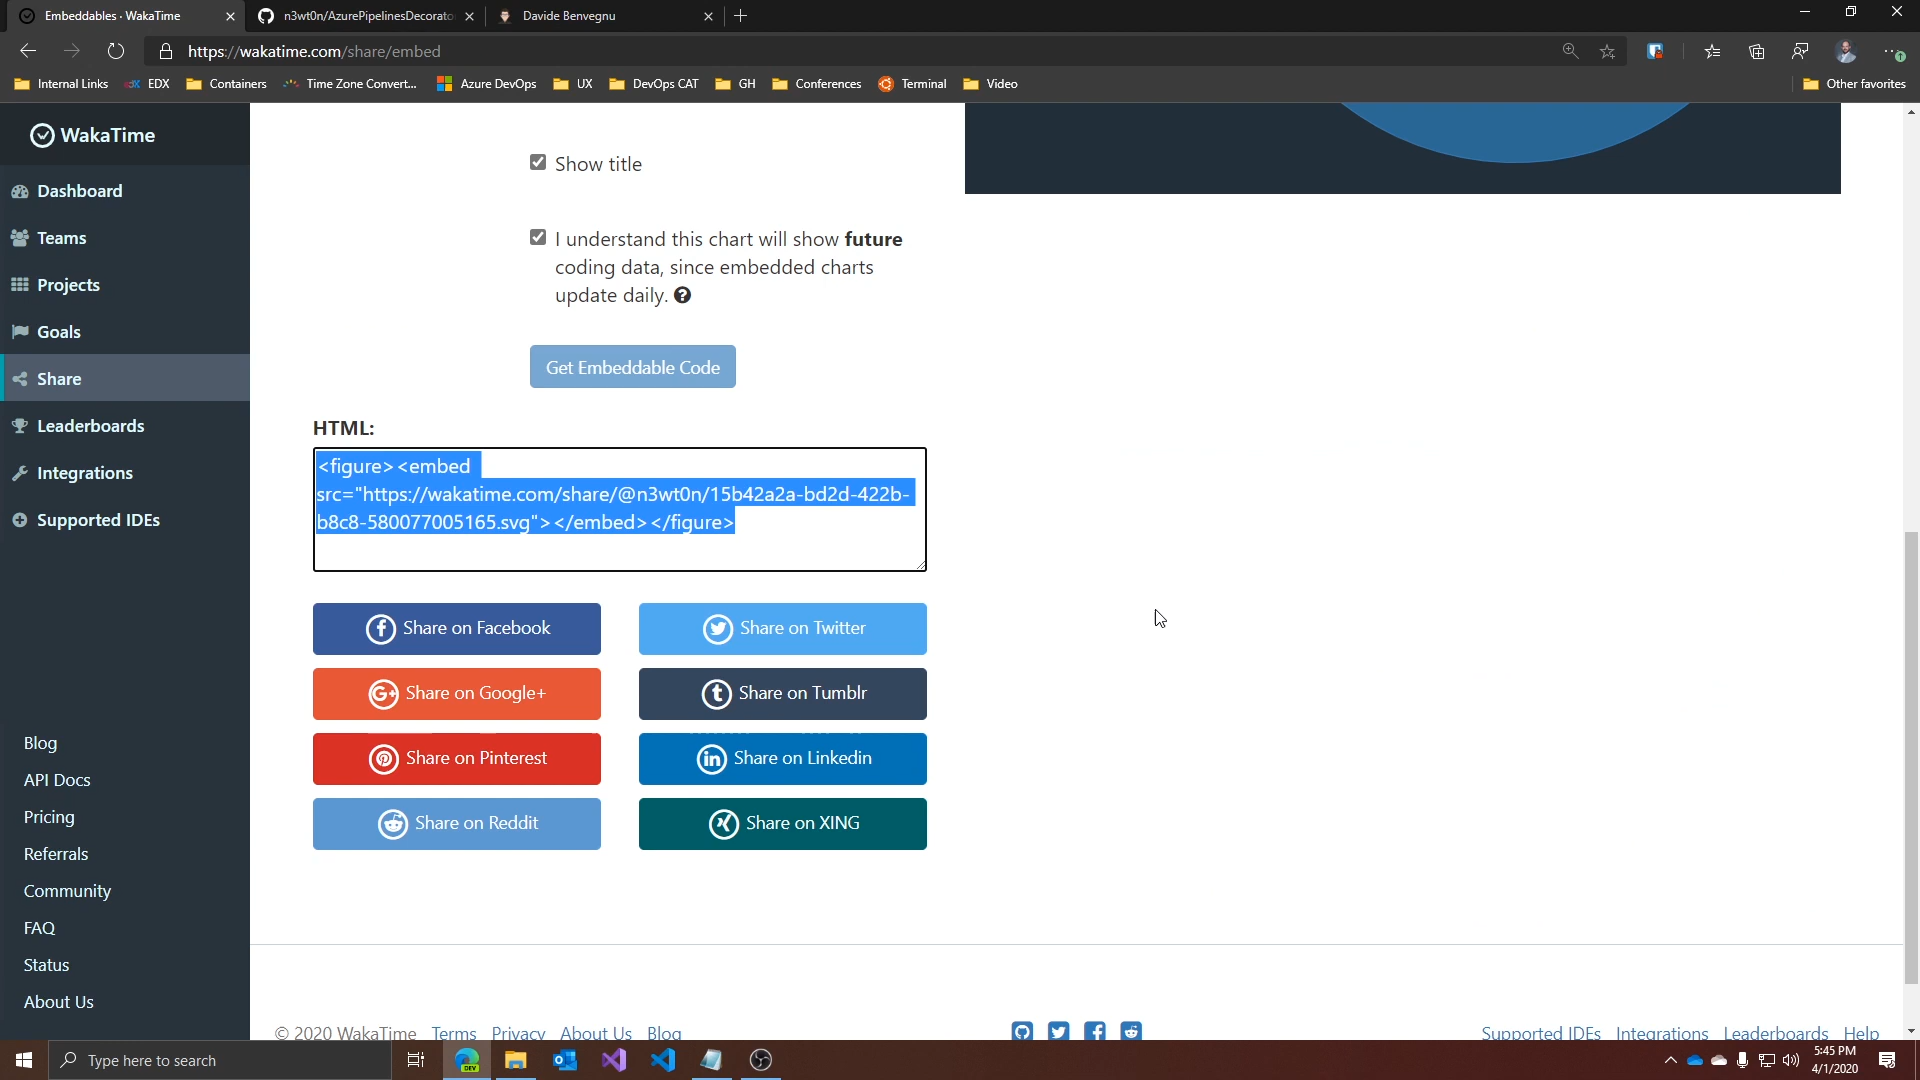 Embeddables · WakaTime
n3wt0n/AzurePipelinesDecorato
Davide Benvegnu
https://wakatime.com/share/embed
Internal Links
EDX
Containers
Time Zone Convert...
Azure DevOps
UX
DevOps CAT
GH
Conferences
Terminal
Video
Other favorites
WakaTime
Dashboard
Teams
Projects
Goals
Share
Leaderboards
Integrations
Supported IDEs
Blog
API Docs
Pricing
Referrals
Community
FAQ
Status
About Us
Show title
I understand this chart will show future
coding data, since embedded charts
update daily.
Get Embeddable Code
HTML:
<figure><embed
src="https://wakatime.com/share/@n3wt0n/15b42a2a-bd2d-422b-
b8c8-580077005165.svg"></embed></figure>
Share on Facebook
Share on Twitter
Share on Google+
Share on Tumblr
Share on Pinterest
Share on Linkedin
Share on Reddit
Share on XING
© 2020 WakaTime Terms Privacy About Us Blog
Supported IDEs Integrations Leaderboards Help
Type here to search
DEV
5:45 PM
4/1/2020